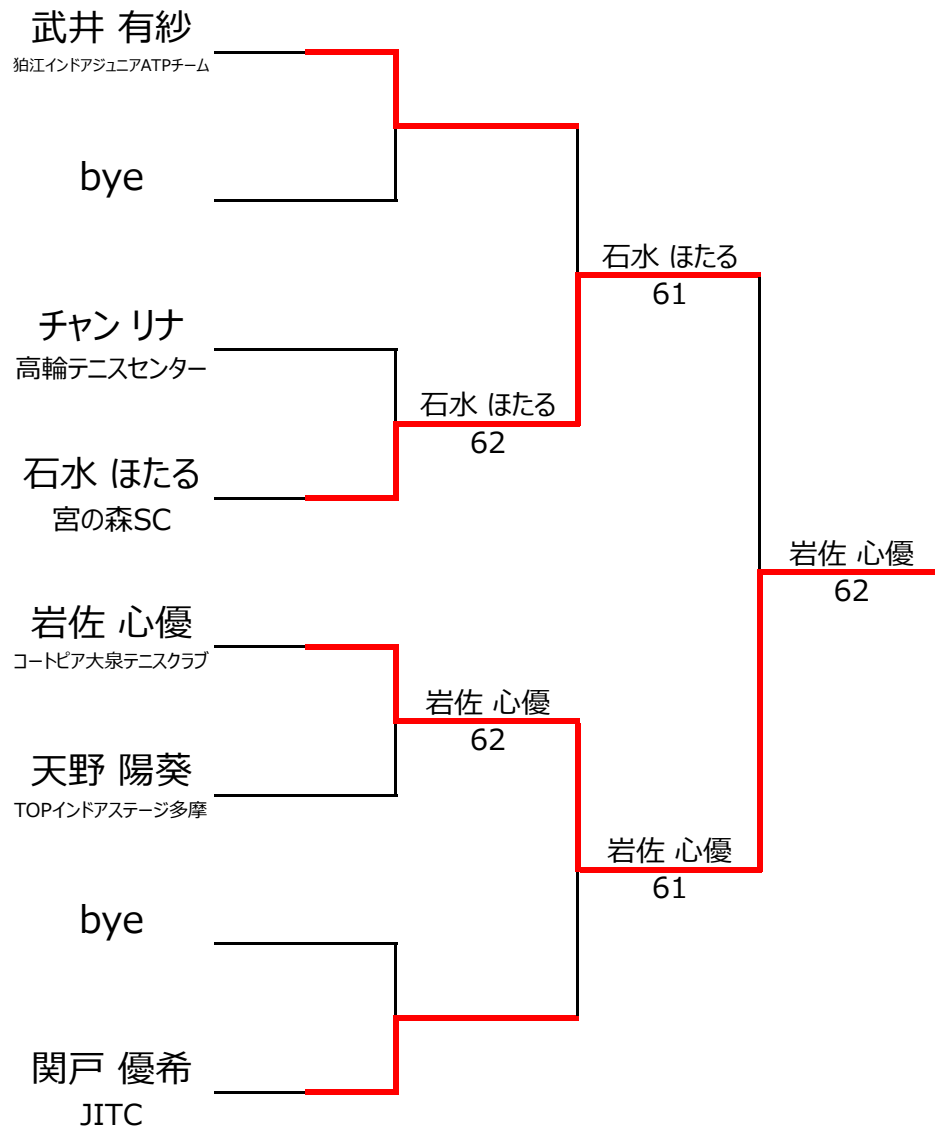 武井 有紗
狛江インドアジュニアATPチーム
bye
チャン リナ
高輪テニスセンター
石水 ほたる
宮の森SC
岩佐 心優
コートピア大泉テニスクラブ
天野 陽葵
TOPインドアステージ多摩
bye
関戸 優希
JITC
石水 ほたる
62
岩佐 心優
62
石水 ほたる
61
岩佐 心優
61
岩佐 心優
62